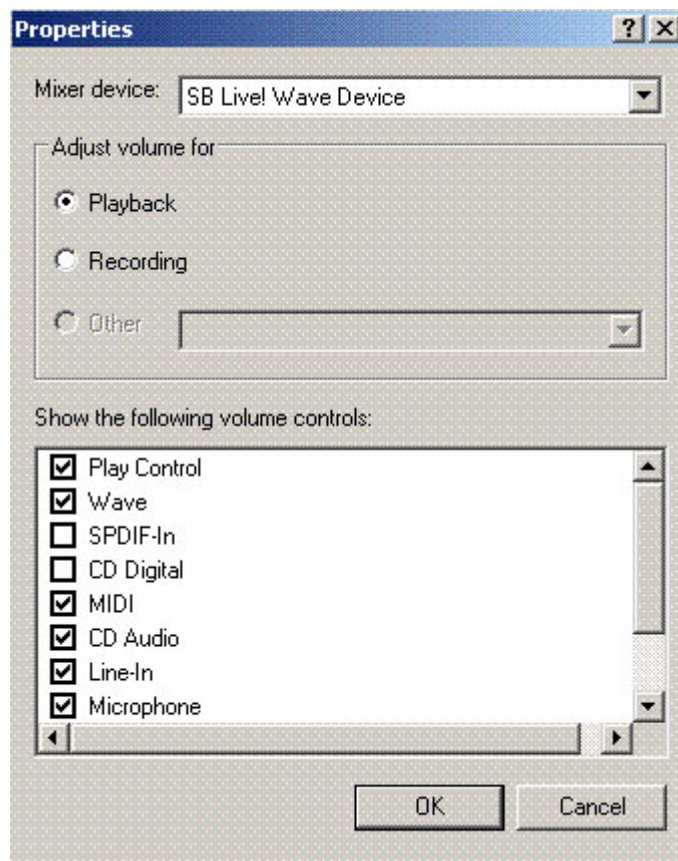 Properties
Mixer device: SB Live! Wave Device
Adjust volume for
Playback
Recording
Other
Show the following volume controls:
Play Control
Wave
SPDIF-In
CD Digital
MIDI
CD Audio
Line-In
Microphone
OK Cancel